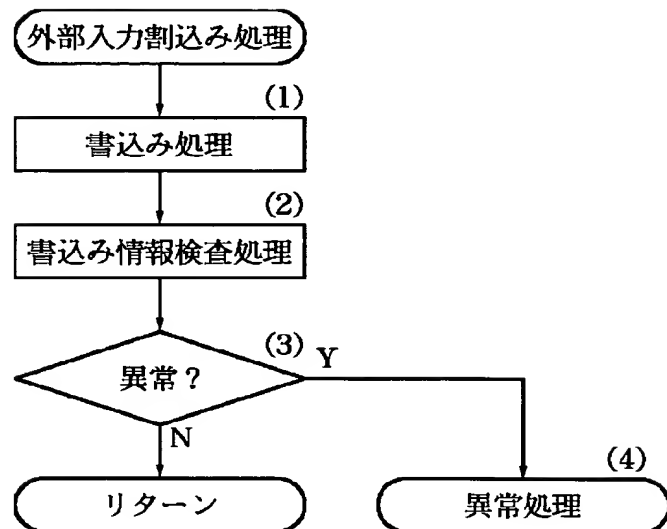 外部入力割込み処理
(1)
書込み処理
(2)
書込み情報検査処理
(3)
異常？
Y
N
(4)
リターン
異常処理